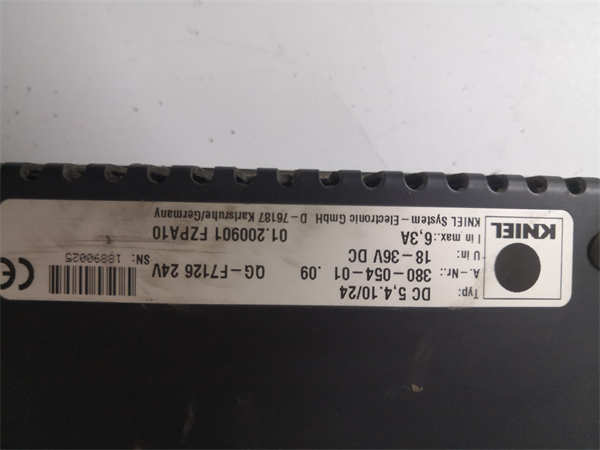 KNIEL
Typ: DC 5,4.10/24
A.-Nr.: 380-054-01 .09 QG-F7126 24V
U in: 18-36V DC SN: 18890025
I in max.: 6,3A 01.200901 FZPA10
KNIEL System-Electronic GmbH D-76187 Karlsruhe/Germany
CE